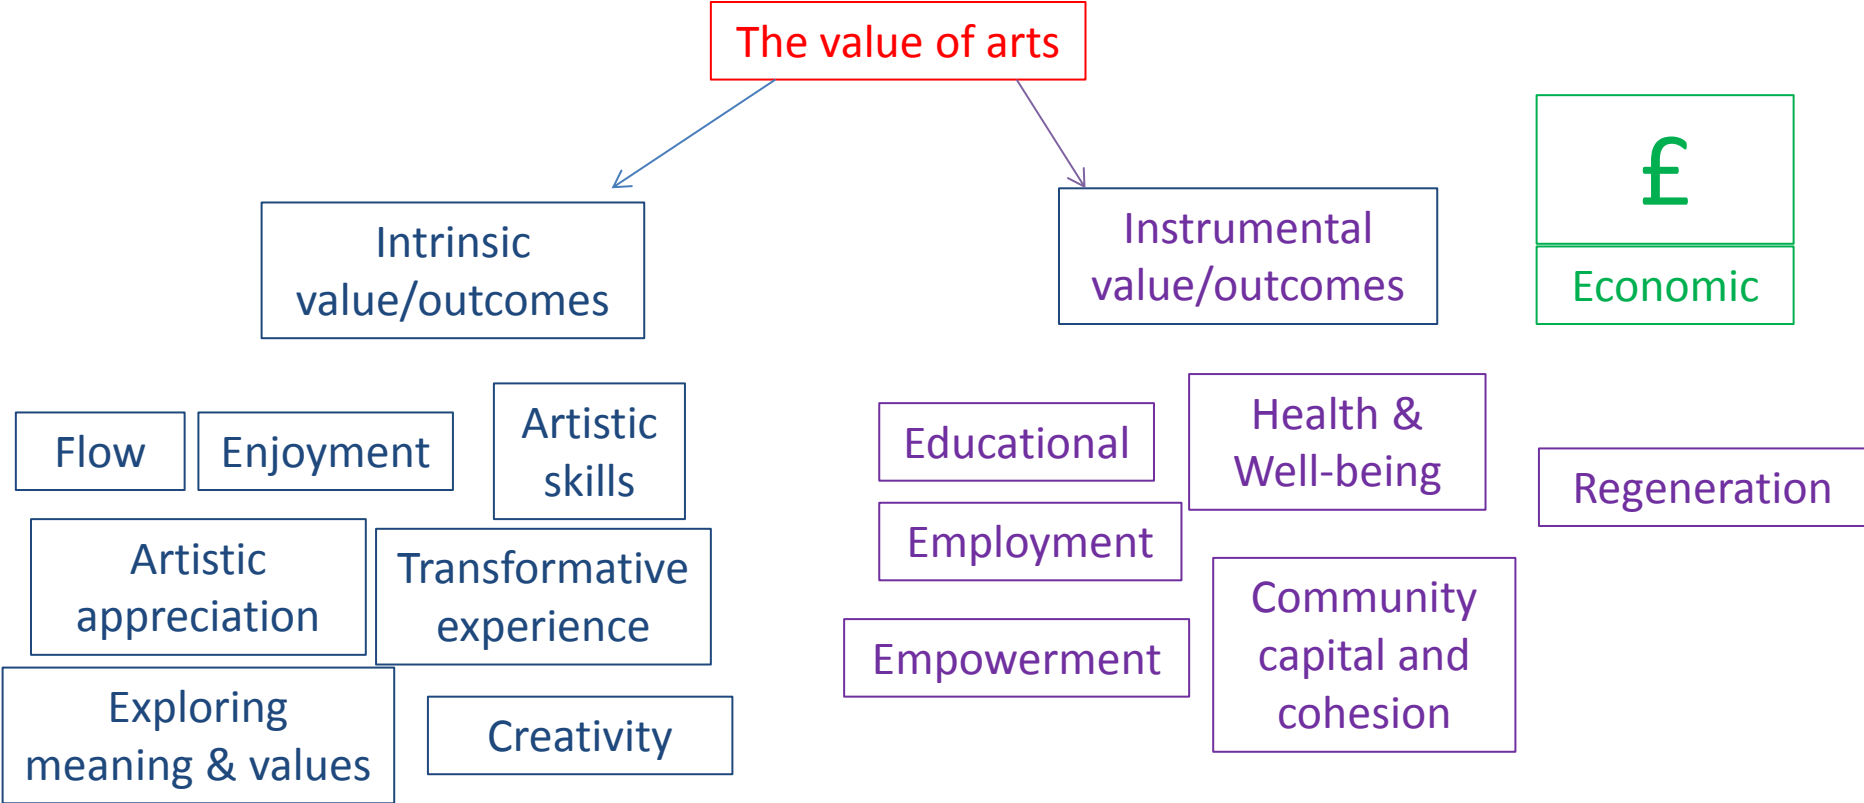 The value of arts
Intrinsic
value/outcomes
Instrumental
value/outcomes
£
Economic
Flow
Enjoyment
Artistic
skills
Artistic
appreciation
Transformative
experience
Exploring
meaning & values
Creativity
Educational
Health &
Well-being
Regeneration
Employment
Empowerment
Community
capital and
cohesion